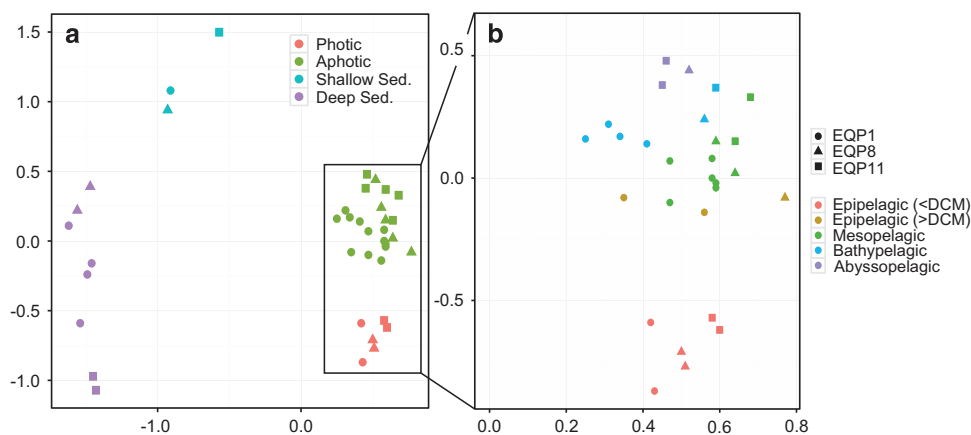 a
Photic
Aphotic
Shallow Sed.
Deep Sed.
1.5
1.0
0.5
0.0
-0.5
-1.0
-1.0
0.0
b
0.5
0.0
-0.5
0.0
0.2
0.4
0.6
0.8
EQP1
EQP8
EQP11
Epipelagic (<DCM)
Epipelagic (>DCM)
Mesopelagic
Bathypelagic
Abyssopelagic